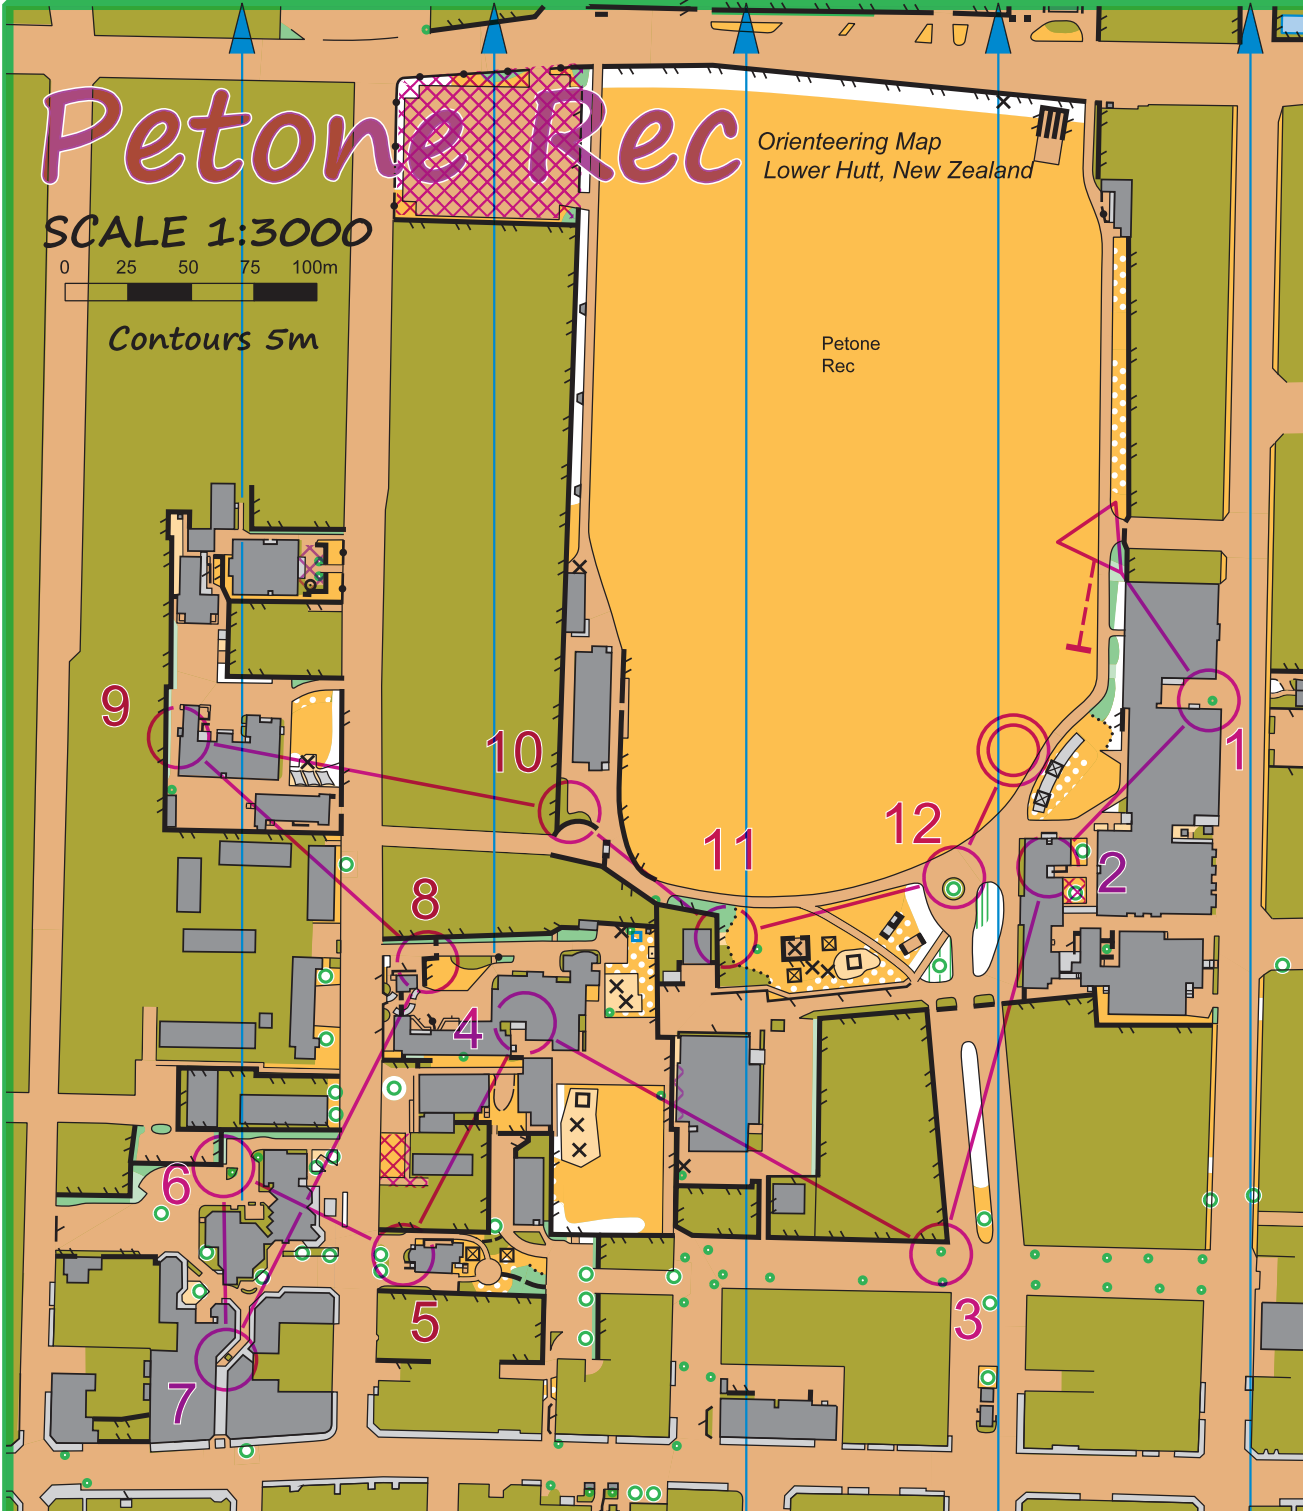 Petone Rec
Orienteering Map
Lower Hutt, New Zealand
SCALE 1:3000
0 25 50 75 100m
Contours 5m
Petone
Rec
9
10
1
11
12
2
8
4
6
5
3
7